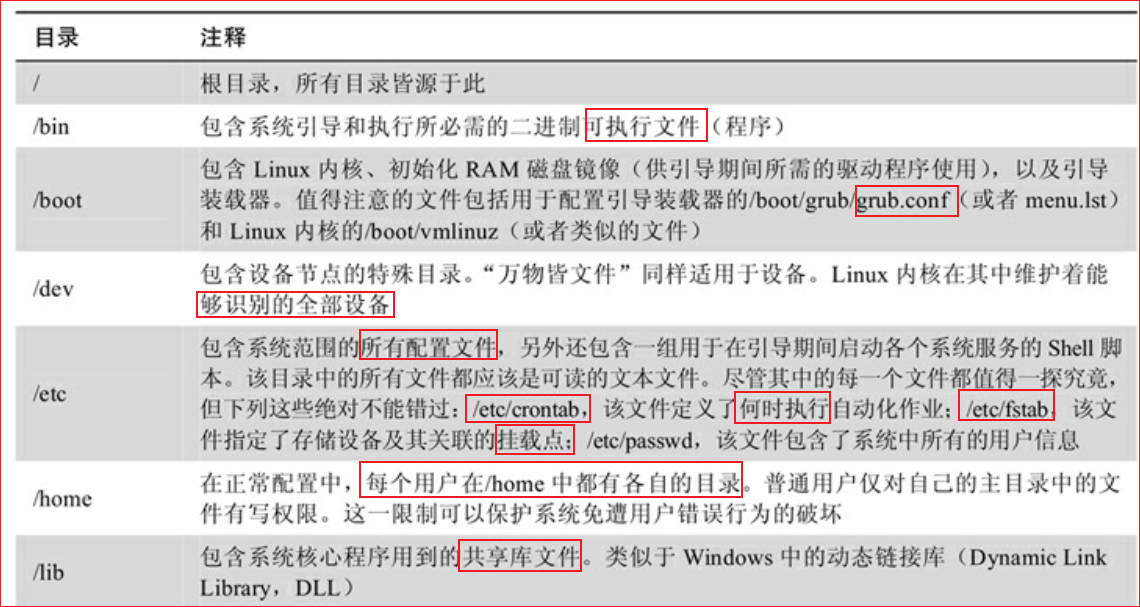 目录 注释
/ 根目录，所有目录皆源于此
/bin 包含系统引导和执行所必需的二进制可执行文件（程序）
包含 Linux 内核、初始化 RAM 磁盘镜像（供引导期间所需的驱动程序使用），以及引导
/boot 装载器。值得注意的文件包括用于配置引导装载器的/boot/grub/grub.conf（或者 menu.lst）
和 Linux 内核的/boot/vmlinuz（或者类似的文件）
/dev 包含设备节点的特殊目录。“万物皆文件”同样适用于设备。Linux 内核在其中维护着能
够识别的全部设备
包含系统范围的所有配置文件，另外还包含一组用于在引导期间启动各个系统服务的 Shell 脚
本。该目录中的所有文件都应该是可读的文本文件。尽管其中的每一个文件都值得一探究竟，
/etc 但下列这些绝对不能错过：/etc/crontab，该文件定义了何时执行自动化作业；/etc/fstab，该文
件指定了存储设备及其关联的挂载点；/etc/passwd，该文件包含了系统中所有的用户信息
/home 在正常配置中，每个用户在/home 中都有各自的目录。普通用户仅对自己的主目录中的文
件有写权限。这一限制可以保护系统免遭用户错误行为的破坏
/lib 包含系统核心程序用到的共享库文件。类似于 Windows 中的动态链接库（Dynamic Link
Library，DLL）